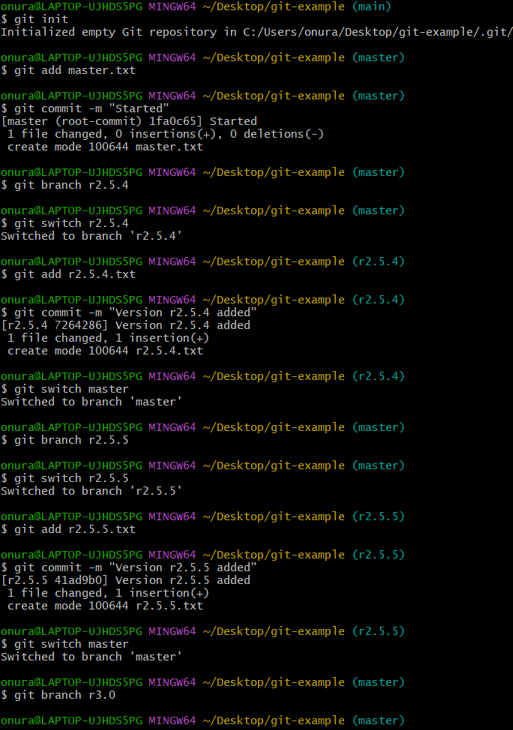 onura@LAPTOP-UJHDS5PG MINGW64 ~/Desktop/git-example (main)
$ git init
Initialized empty Git repository in C:/Users/onura/Desktop/git-example/.git/
onura@LAPTOP-UJHDS5PG MINGW64 ~/Desktop/git-example (master)
$ git add master.txt
onura@LAPTOP-UJHDS5PG MINGW64 ~/Desktop/git-example (master)
$ git commit -m "Started"
[master (root-commit) 1fa0c65] Started
 1 file changed, 0 insertions(+), 0 deletions(-)
 create mode 100644 master.txt
onura@LAPTOP-UJHDS5PG MINGW64 ~/Desktop/git-example (master)
$ git branch r2.5.4
onura@LAPTOP-UJHDS5PG MINGW64 ~/Desktop/git-example (master)
$ git switch r2.5.4
Switched to branch 'r2.5.4'
onura@LAPTOP-UJHDS5PG MINGW64 ~/Desktop/git-example (r2.5.4)
$ git add r2.5.4.txt
onura@LAPTOP-UJHDS5PG MINGW64 ~/Desktop/git-example (r2.5.4)
$ git commit -m "Version r2.5.4 added"
[r2.5.4 7264286] Version r2.5.4 added
 1 file changed, 1 insertion(+)
 create mode 100644 r2.5.4.txt
onura@LAPTOP-UJHDS5PG MINGW64 ~/Desktop/git-example (r2.5.4)
$ git switch master
Switched to branch 'master'
onura@LAPTOP-UJHDS5PG MINGW64 ~/Desktop/git-example (master)
$ git branch r2.5.5
onura@LAPTOP-UJHDS5PG MINGW64 ~/Desktop/git-example (master)
$ git switch r2.5.5
Switched to branch 'r2.5.5'
onura@LAPTOP-UJHDS5PG MINGW64 ~/Desktop/git-example (r2.5.5)
$ git add r2.5.5.txt
onura@LAPTOP-UJHDS5PG MINGW64 ~/Desktop/git-example (r2.5.5)
$ git commit -m "Version r2.5.5 added"
[r2.5.5 41ad9b0] Version r2.5.5 added
 1 file changed, 1 insertion(+)
 create mode 100644 r2.5.5.txt
onura@LAPTOP-UJHDS5PG MINGW64 ~/Desktop/git-example (r2.5.5)
$ git switch master
Switched to branch 'master'
onura@LAPTOP-UJHDS5PG MINGW64 ~/Desktop/git-example (master)
$ git branch r3.0
onura@LAPTOP-UJHDS5PG MINGW64 ~/Desktop/git-example (master)